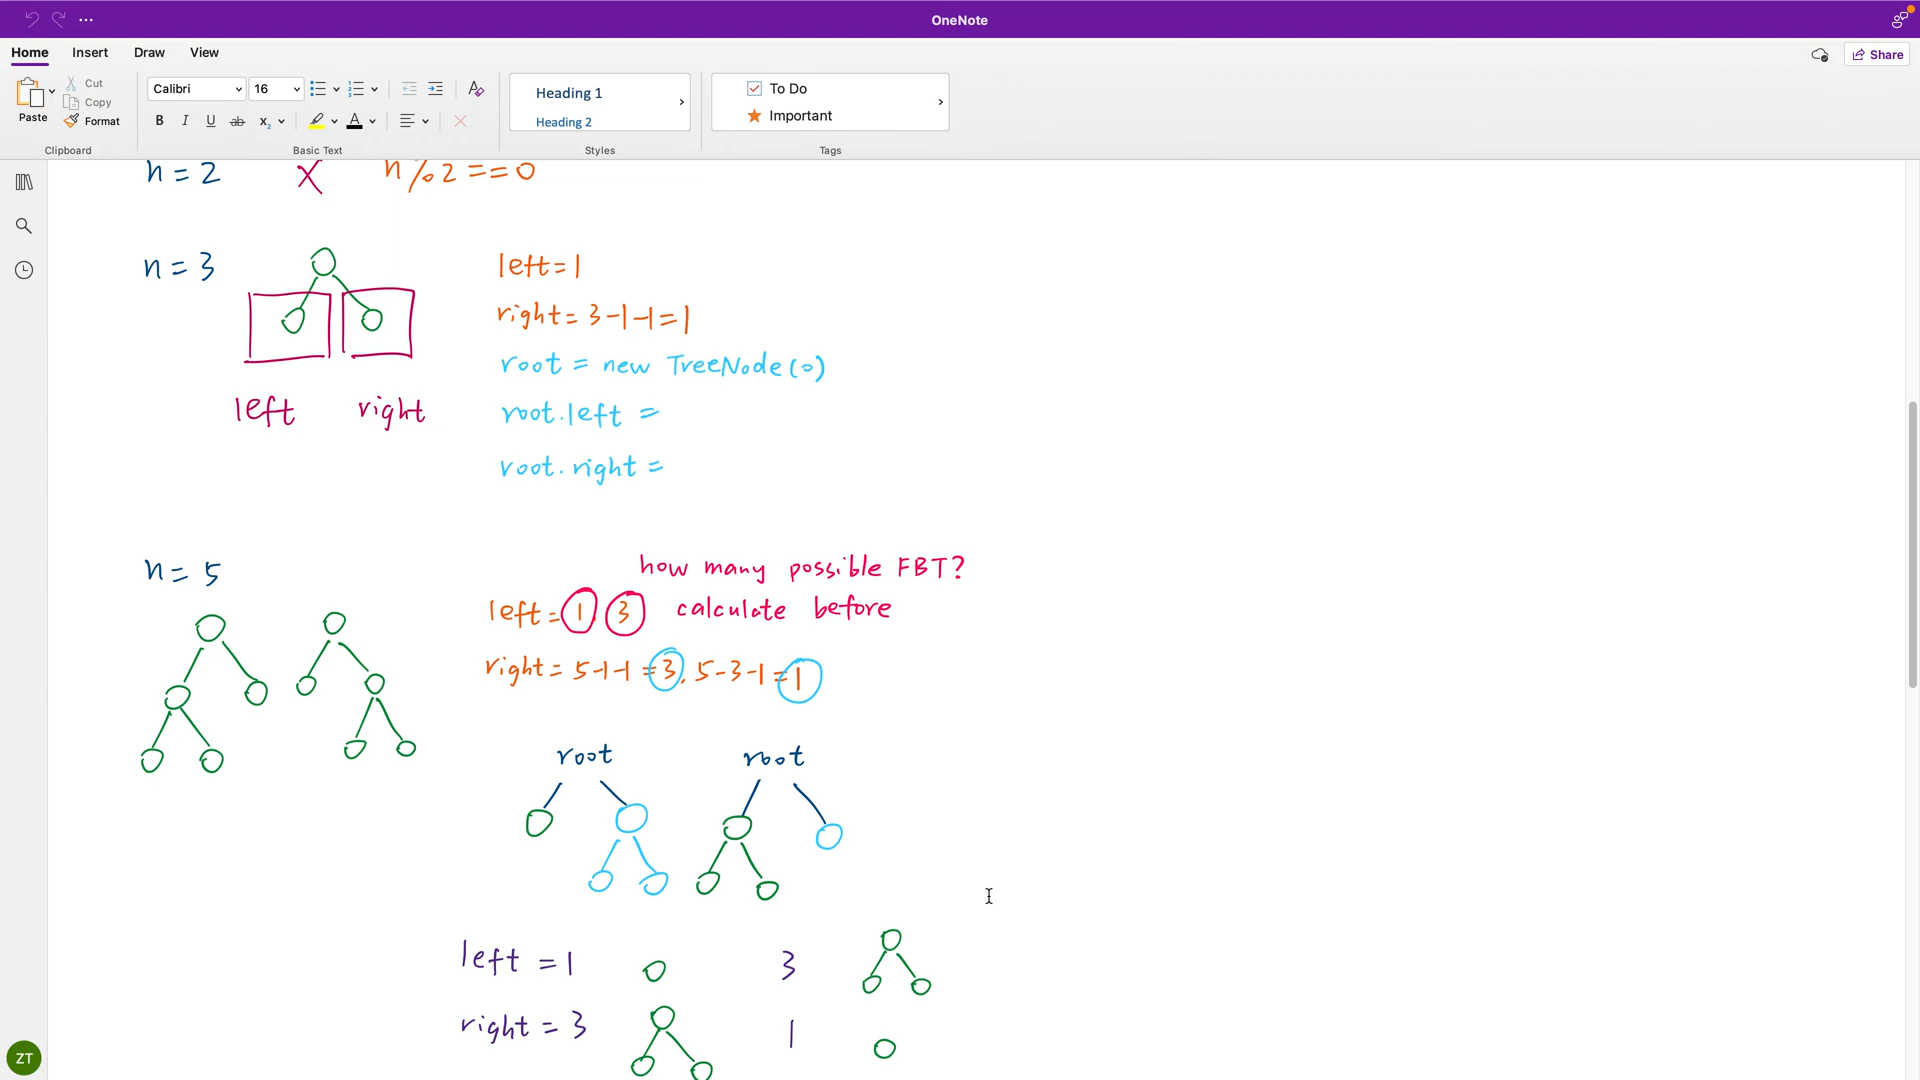 OneNote
Home Insert Draw View
Share
Paste
Cut
Copy
Format
Calibri 16
B I U ab x₂ A
Heading 1
Heading 2
To Do
Important
Clipboard Basic Text Styles Tags
n = 2 X n % 2 == 0
n = 3
left = 1
right = 3-1-1 = 1
root = new TreeNode(0)
left right
root.left =
root.right =
n = 5
how many possible FBT?
left = 1 3 calculate before
right = 5-1-1 = 3, 5-3-1 = 1
root root
left = 1 3
right = 3 1
ZT